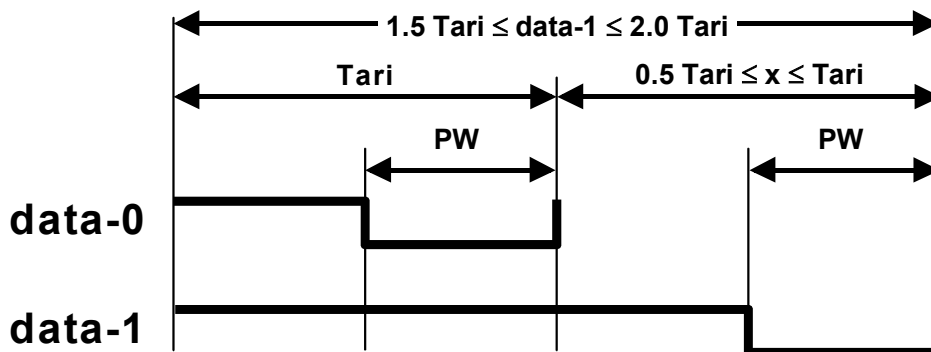 1.5 Tari ≤ data-1 ≤ 2.0 Tari
Tari
0.5 Tari ≤ x ≤ Tari
PW
PW
data-0
data-1